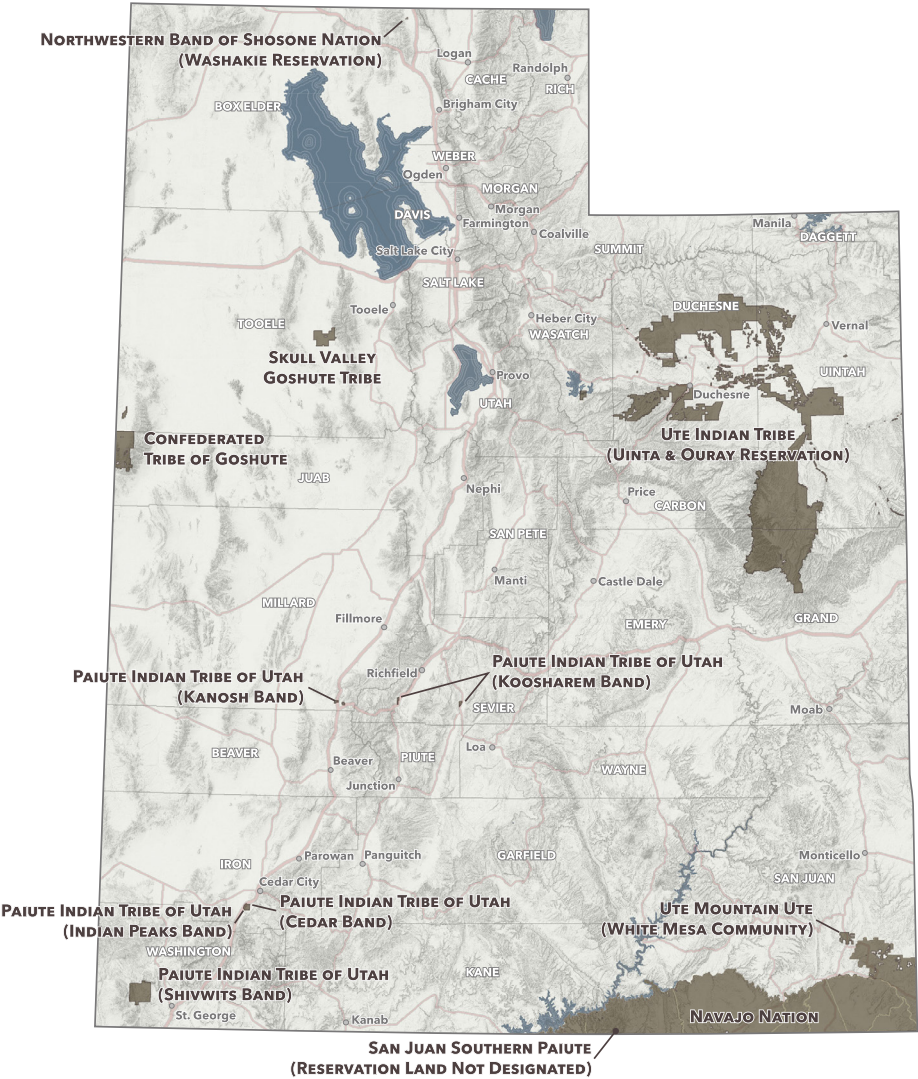 Northwestern Band of Shosone Nation
(Washakie Reservation)
Logan
CACHE
Randolph
RICH
BOX ELDER
Brigham City
WEBER
Ogden
MORGAN
Morgan
DAVIS
Farmington
Coalville
Manila
DAGGETT
Salt Lake City
SUMMIT
SALT LAKE
Tooele
TOOELE
Heber City
WASATCH
DUCHESNE
Vernal
Skull Valley
Goshute Tribe
Provo
UTAH
UINTAH
Duchesne
Confederated
Tribe of Goshute
Ute Indian Tribe
(Uinta & Ouray Reservation)
JUAB
Nephi
Price
CARBON
SAN PETE
Manti
Castle Dale
MILLARD
Fillmore
EMERY
GRAND
Paiute Indian Tribe of Utah
(Kanosh Band)
Richfield
Paiute Indian Tribe of Utah
(Koosharem Band)
SEVIER
Moab
BEAVER
Beaver
PIUTE
Loa
Junction
WAYNE
IRON
Parowan
Panguitch
GARFIELD
Monticello
SAN JUAN
Cedar City
Paiute Indian Tribe of Utah
(Indian Peaks Band)
Paiute Indian Tribe of Utah
(Cedar Band)
Ute Mountain Ute
(White Mesa Community)
WASHINGTON
Paiute Indian Tribe of Utah
(Shivwits Band)
KANE
St. George
Kanab
Navajo Nation
San Juan Southern Paiute
(Reservation Land Not Designated)